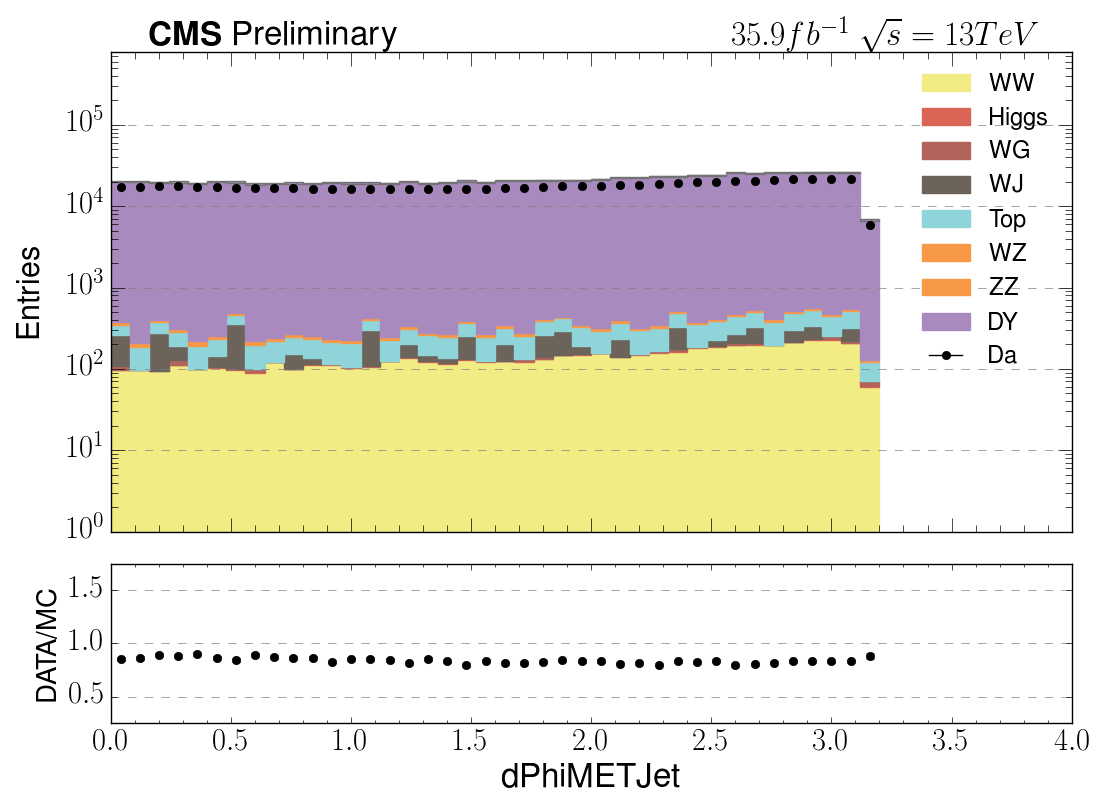 CMS Preliminary 35.9fb⁻¹ √s = 13TeV
Entries
10⁵
10⁴
10³
10²
10¹
10⁰
WW
Higgs
WG
WJ
Top
WZ
ZZ
DY
Da
DATA/MC
1.5
1.0
0.5
0.0 0.5 1.0 1.5 2.0 2.5 3.0 3.5 4.0
dPhiMETJet